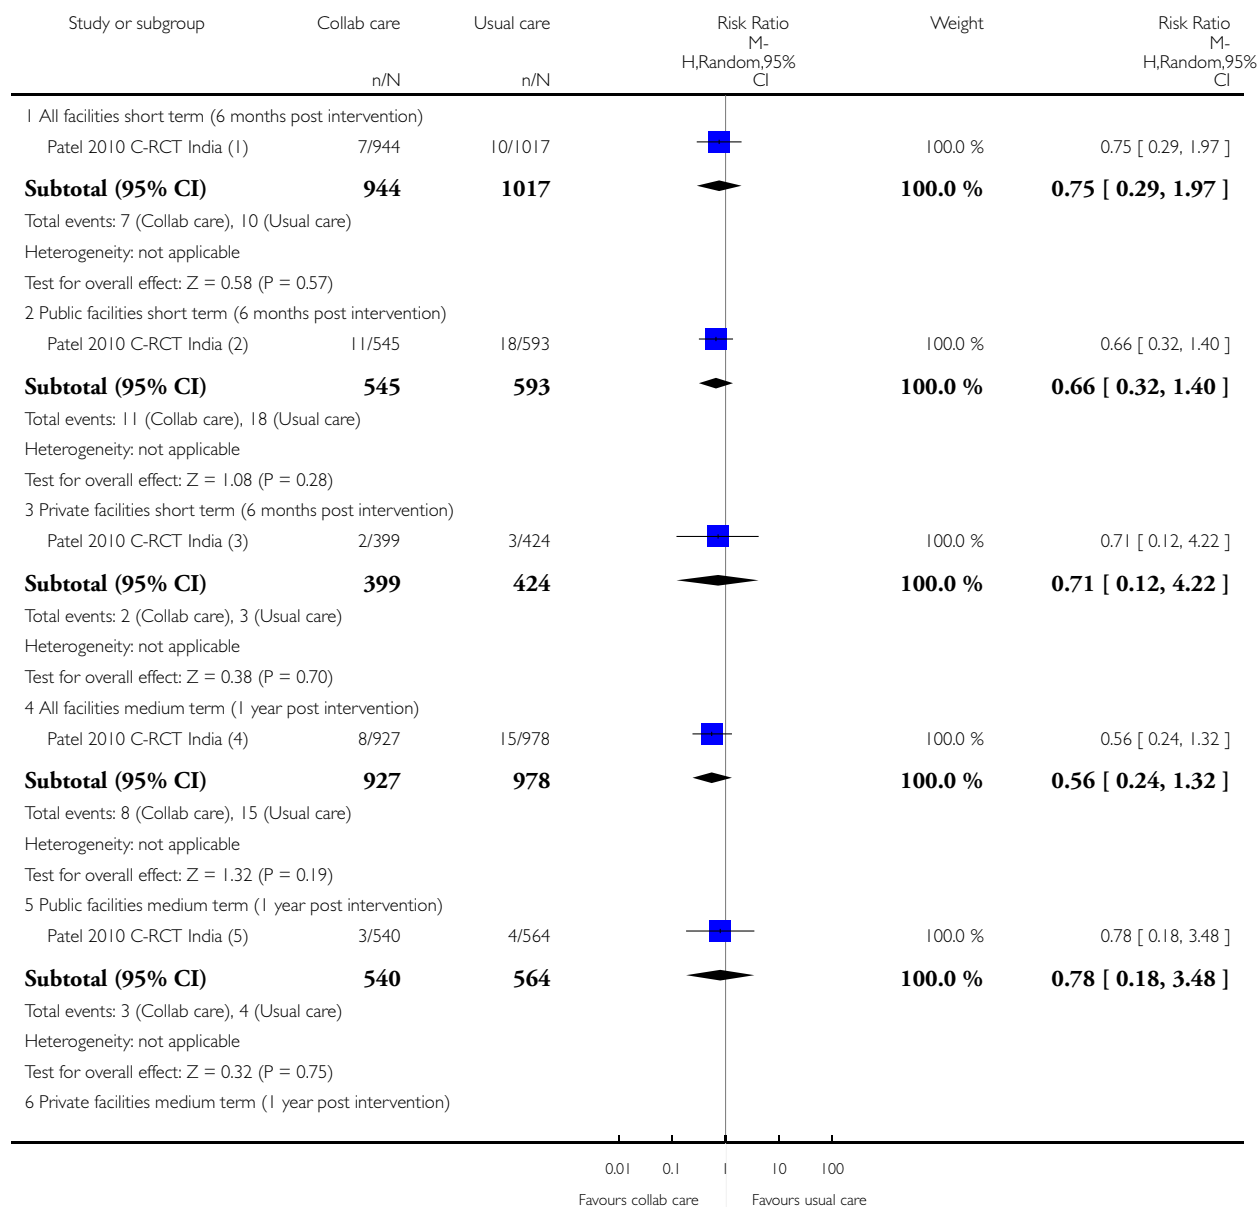 Study or subgroup Collab care Usual care Risk Ratio Weight Risk Ratio
M- M-
H,Random,95% H,Random,95%
n/N n/N CI CI
1 All facilities short term (6 months post intervention)
Patel 2010 C-RCT India (1) 7/944 10/1017 100.0 % 0.75 [ 0.29, 1.97 ]
Subtotal (95% CI) 944 1017 100.0 % 0.75 [ 0.29, 1.97 ]
Total events: 7 (Collab care), 10 (Usual care)
Heterogeneity: not applicable
Test for overall effect: Z = 0.58 (P = 0.57)
2 Public facilities short term (6 months post intervention)
Patel 2010 C-RCT India (2) 11/545 18/593 100.0 % 0.66 [ 0.32, 1.40 ]
Subtotal (95% CI) 545 593 100.0 % 0.66 [ 0.32, 1.40 ]
Total events: 11 (Collab care), 18 (Usual care)
Heterogeneity: not applicable
Test for overall effect: Z = 1.08 (P = 0.28)
3 Private facilities short term (6 months post intervention)
Patel 2010 C-RCT India (3) 2/399 3/424 100.0 % 0.71 [ 0.12, 4.22 ]
Subtotal (95% CI) 399 424 100.0 % 0.71 [ 0.12, 4.22 ]
Total events: 2 (Collab care), 3 (Usual care)
Heterogeneity: not applicable
Test for overall effect: Z = 0.38 (P = 0.70)
4 All facilities medium term (1 year post intervention)
Patel 2010 C-RCT India (4) 8/927 15/978 100.0 % 0.56 [ 0.24, 1.32 ]
Subtotal (95% CI) 927 978 100.0 % 0.56 [ 0.24, 1.32 ]
Total events: 8 (Collab care), 15 (Usual care)
Heterogeneity: not applicable
Test for overall effect: Z = 1.32 (P = 0.19)
5 Public facilities medium term (1 year post intervention)
Patel 2010 C-RCT India (5) 3/540 4/564 100.0 % 0.78 [ 0.18, 3.48 ]
Subtotal (95% CI) 540 564 100.0 % 0.78 [ 0.18, 3.48 ]
Total events: 3 (Collab care), 4 (Usual care)
Heterogeneity: not applicable
Test for overall effect: Z = 0.32 (P = 0.75)
6 Private facilities medium term (1 year post intervention)
0.01 0.1 1 10 100
Favours collab care Favours usual care